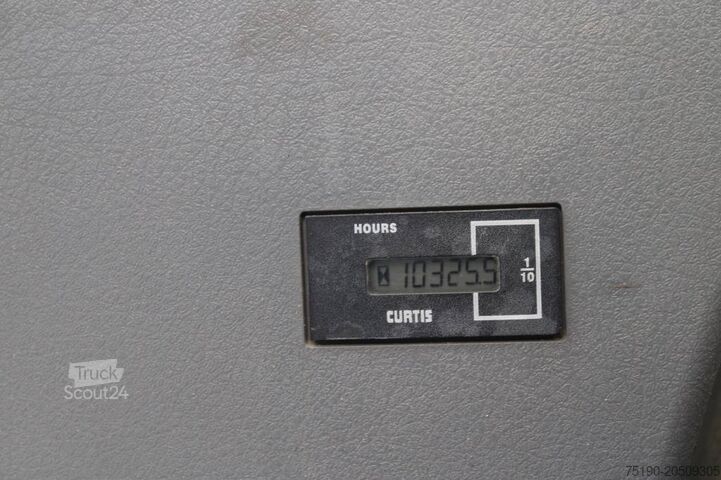 HOURS
10325.5
1/10
CURTIS
Truck
Scout24
75190-20509305